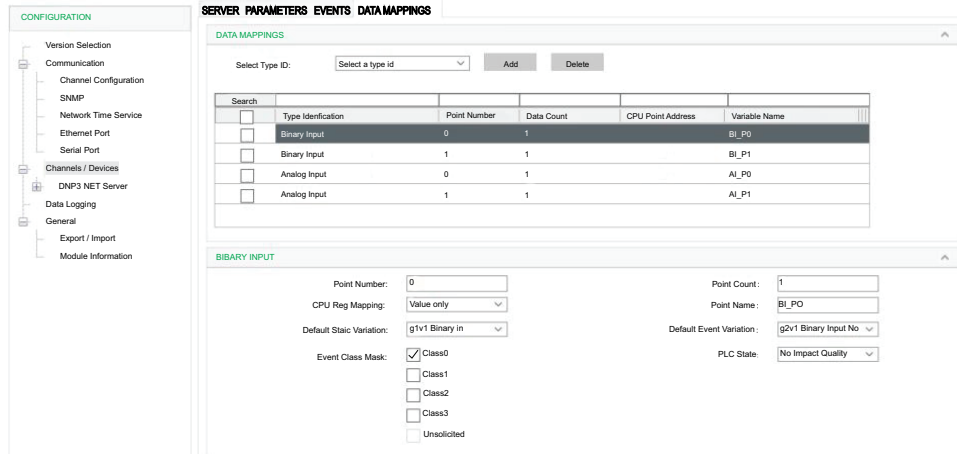 CONFIGURATION
Version Selection
Communication
Channel Configuration
SNMP
Network Time Service
Ethernet Port
Serial Port
Channels / Devices
DNP3 NET Server
Data Logging
General
Export / Import
Module Information
SERVER PARAMETERS EVENTS DATA MAPPINGS
DATA MAPPINGS
Select Type ID: Select a type id Add Delete
Search
Type Idenfication Point Number Data Count CPU Point Address Variable Name
Binary Input 0 1 BI_P0
Binary Input 1 1 BI_P1
Analog Input 0 1 AI_P0
Analog Input 1 1 AI_P1
BIBARY INPUT
Point Number: 0 Point Count: 1
CPU Reg Mapping: Value only Point Name: BI_PO
Default Staic Variation: g1v1 Binary in Default Event Variation: g2v1 Binary Input No
Event Class Mask: Class0 PLC State: No Impact Quality
Class1
Class2
Class3
Unsolicited